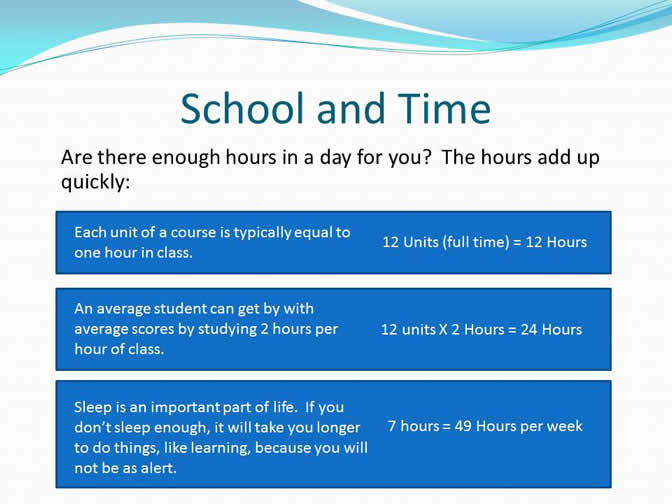 School and Time
Are there enough hours in a day for you?  The hours add up
quickly:
Each unit of a course is typically equal to
one hour in class.
12 Units (full time) = 12 Hours
An average student can get by with
average scores by studying 2 hours per
hour of class.
12 units X 2 Hours = 24 Hours
Sleep is an important part of life.  If you
don’t sleep enough, it will take you longer
to do things, like learning, because you will
not be as alert.
7 hours = 49 Hours per week